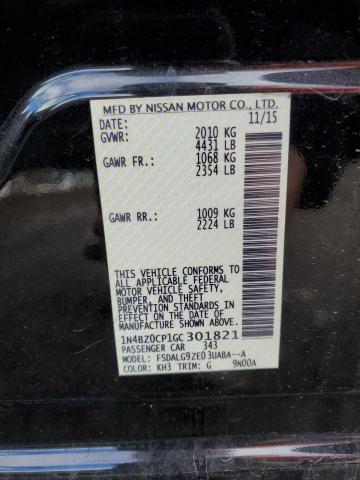 MFD BY NISSAN MOTOR CO., LTD.
DATE: 11/15
GVWR: 2010 KG
4431 LB
GAWR FR.: 1068 KG
2354 LB
GAWR RR.: 1009 KG
2224 LB
THIS VEHICLE CONFORMS TO
ALL APPLICABLE FEDERAL
MOTOR VEHICLE SAFETY,
BUMPER, AND THEFT
PREVENTION STANDARDS IN
EFFECT ON THE DATE OF
MANUFACTURE SHOWN ABOVE.
1N4BZ0CP1GC301821
PASSENGER CAR 343
MODEL: FSDALG9ZE0 3UABA--A
COLOR: KH3 TRIM: G 9N00A